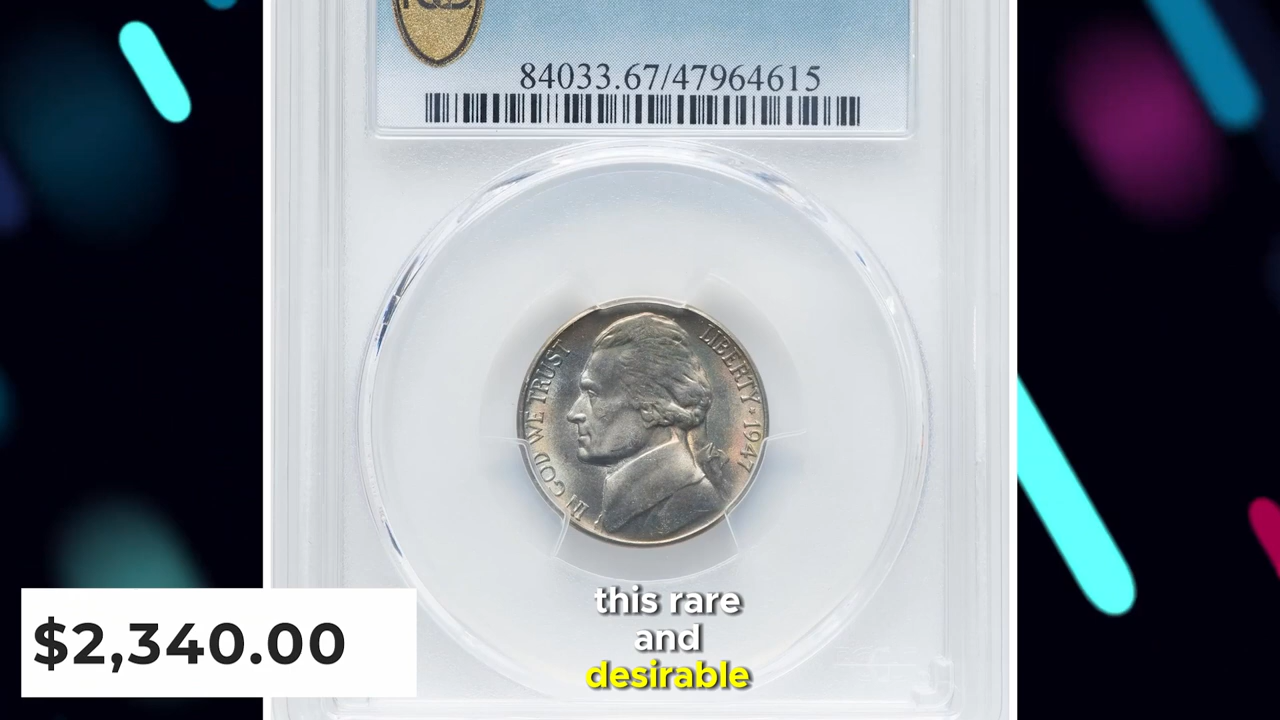 84033.67/47964615
IN GOD WE TRUST
LIBERTY * 1947
$2,340.00
this rare
and
desirable